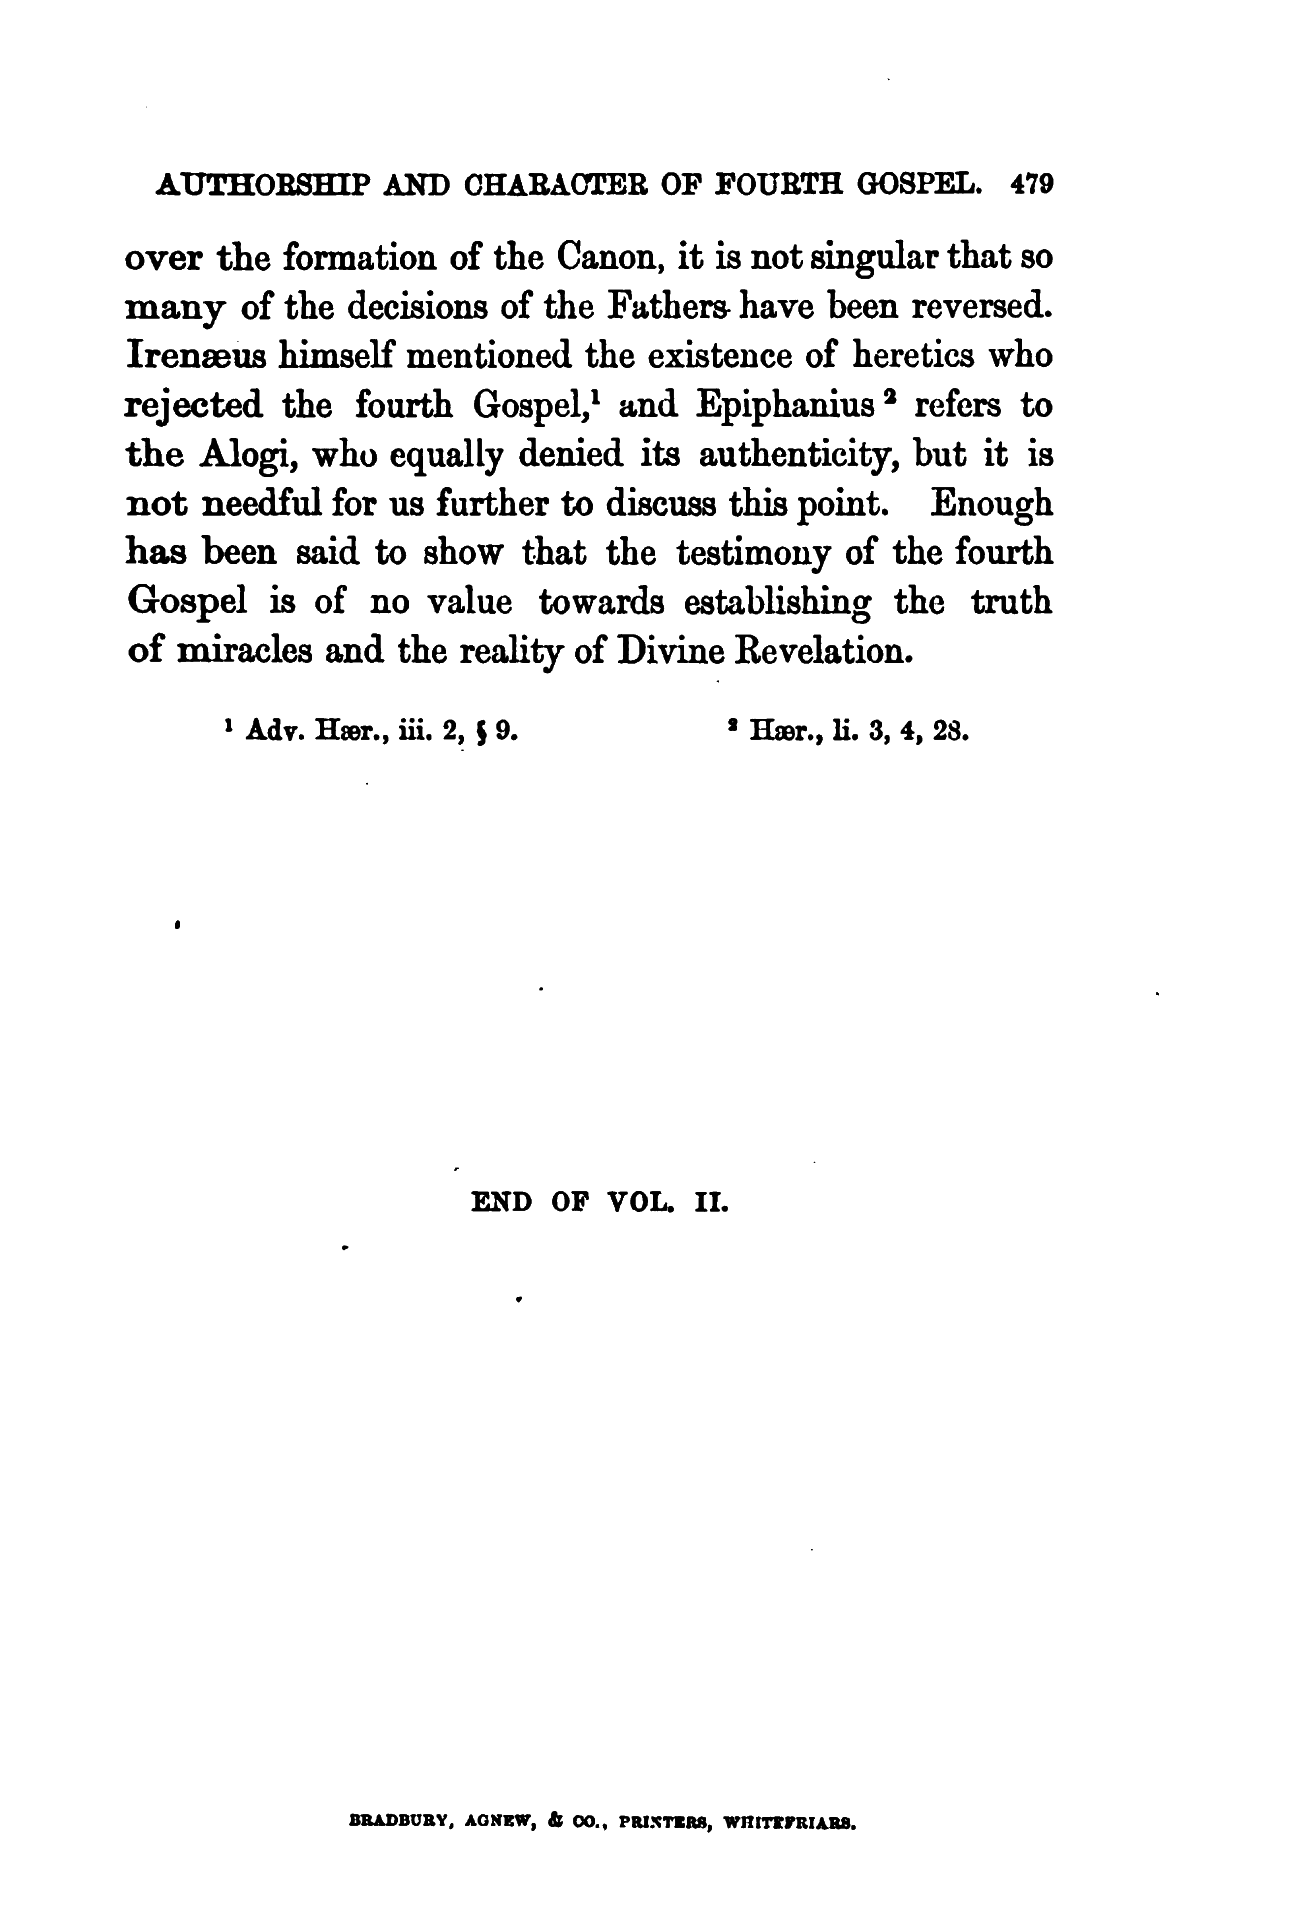 AUTHORSHIP AND CHARACTER OF FOURTH GOSPEL. 479
over the formation of the Canon, it is not singular that so
many of the decisions of the Fathers have been reversed.
Irenæus himself mentioned the existence of heretics who
rejected the fourth Gospel,¹ and Epiphanius ² refers to
the Alogi, who equally denied its authenticity, but it is
not needful for us further to discuss this point. Enough
has been said to show that the testimony of the fourth
Gospel is of no value towards establishing the truth
of miracles and the reality of Divine Revelation.
¹ Adv. Hær., iii. 2, § 9. ² Hær., li. 3, 4, 28.
END OF VOL. II.
BRADBURY, AGNEW, & CO., PRINTERS, WHITEFRIARS.